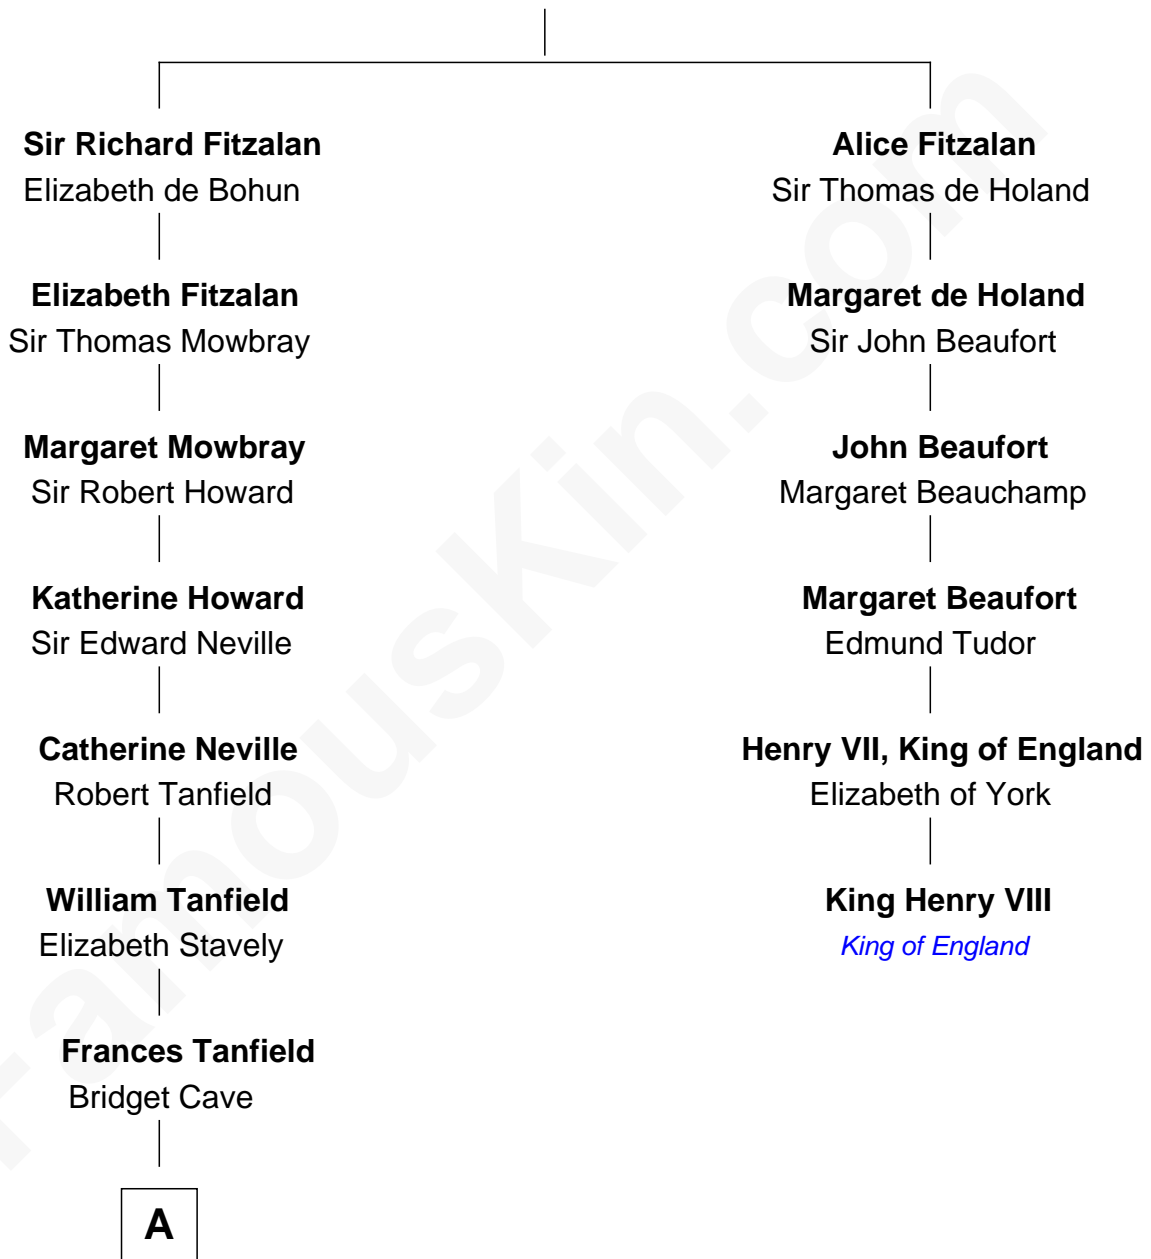 Sir Richard Fitzalan
Elizabeth de Bohun
Elizabeth Fitzalan
Sir Thomas Mowbray
Margaret Mowbray
Sir Robert Howard
Katherine Howard
Sir Edward Neville
Catherine Neville
Robert Tanfield
William Tanfield
Elizabeth Stavely
Frances Tanfield
Bridget Cave
A
Alice Fitzalan
Sir Thomas de Holand
Margaret de Holand
Sir John Beaufort
John Beaufort
Margaret Beauchamp
Margaret Beaufort
Edmund Tudor
Henry VII, King of England
Elizabeth of York
King Henry VIII
King of England
FamousKin.com